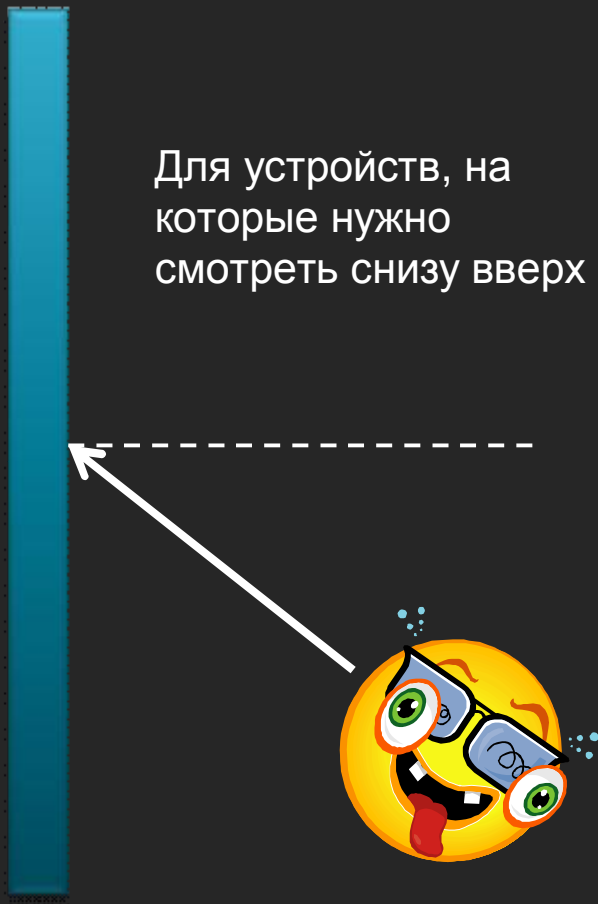 Для устройств, на
которые нужно
смотреть снизу вверх